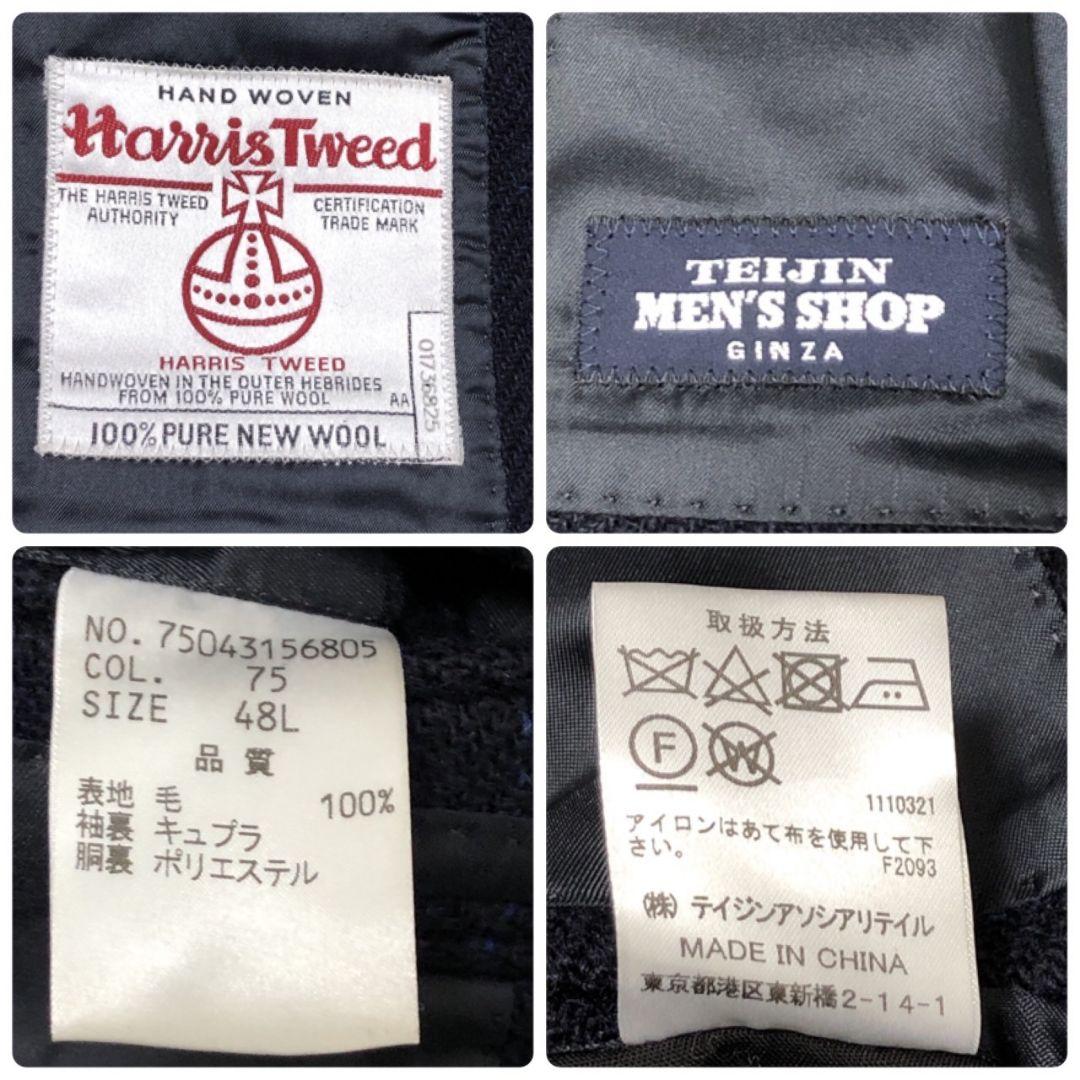 HAND WOVEN
Harris Tweed
THE HARRIS TWEED AUTHORITY
CERTIFICATION TRADE MARK
HARRIS TWEED
HANDWOVEN IN THE OUTER HEBRIDES
FROM 100% PURE WOOL
AA
01736825
100% PURE NEW WOOL
TEIJIN
MEN'S SHOP
GINZA
NO. 75043156805
COL. 75
SIZE 48L
品質
表地 毛 100%
袖裏 キュプラ
胴裏 ポリエステル
取扱方法
F
W
1110321
アイロンはあて布を使用して下
さい。
F2093
(株) テイジンアソシアリテイル
MADE IN CHINA
東京都港区東新橋2-14-1